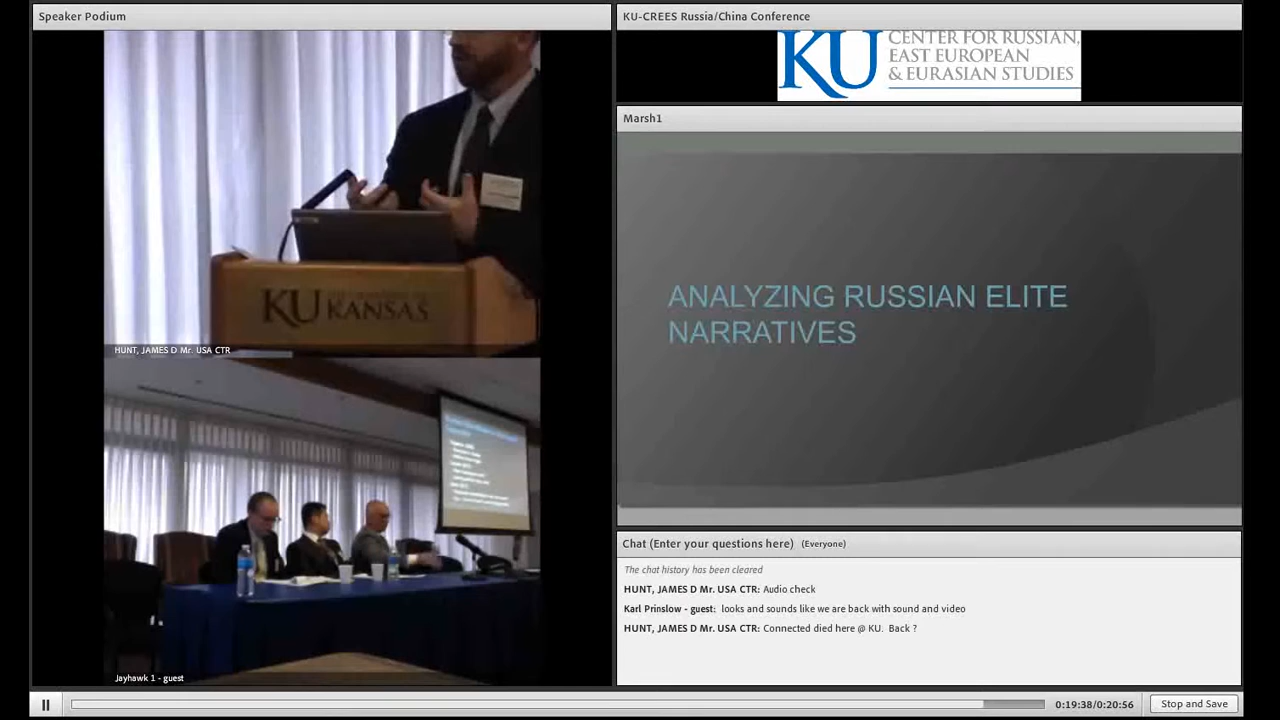 Speaker Podium
KU KANSAS
HUNT, JAMES D Mr. USA CTR
Jayhawk 1 - guest
KU-CREES Russia/China Conference
KU CENTER FOR RUSSIAN,
EAST EUROPEAN
& EURASIAN STUDIES
Marsh1
ANALYZING RUSSIAN ELITE
NARRATIVES
Chat (Enter your questions here) (Everyone)
The chat history has been cleared
HUNT, JAMES D Mr. USA CTR: Audio check
Karl Prinslow - guest: looks and sounds like we are back with sound and video
HUNT, JAMES D Mr. USA CTR: Connected died here @ KU. Back ?
0:19:38/0:20:56
Stop and Save